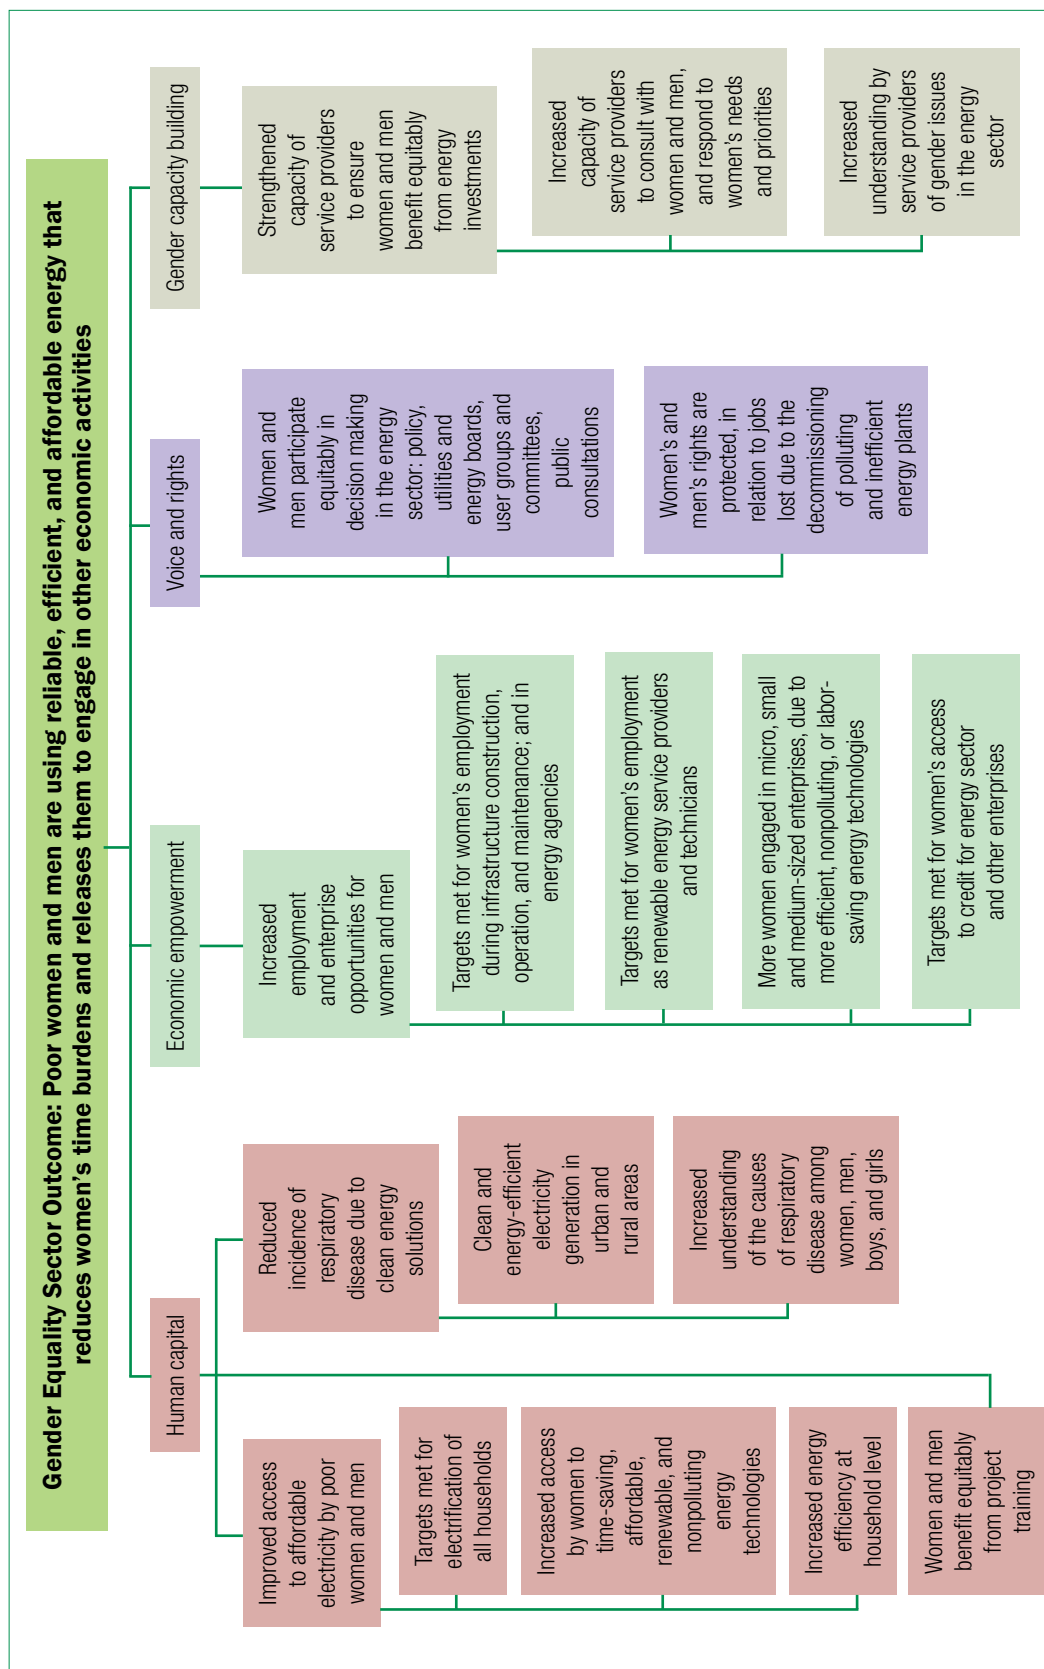 Gender Equality Sector Outcome: Poor women and men are using reliable, efficient, and affordable energy that
reduces women’s time burdens and releases them to engage in other economic activities
Human capital
Improved access
to affordable
electricity by poor
women and men
Targets met for
electrification of
all households
Increased access
by women to
time-saving,
affordable,
renewable, and
nonpolluting
energy
technologies
Increased energy
efficiency at
household level
Women and men
benefit equitably
from project
training
Reduced
incidence of
respiratory
disease due to
clean energy
solutions
Clean and
energy-efficient
electricity
generation in
urban and
rural areas
Increased
understanding
of the causes
of respiratory
disease among
women, men,
boys, and girls
Economic empowerment
Increased
employment
and enterprise
opportunities for
women and men
Targets met for women’s employment
during infrastructure construction,
operation, and maintenance; and in
energy agencies
Targets met for women’s employment
as renewable energy service providers
and technicians
More women engaged in micro, small
and medium-sized enterprises, due to
more efficient, nonpolluting, or labor-
saving energy technologies
Targets met for women’s access
to credit for energy sector
and other enterprises
Voice and rights
Women and
men participate
equitably in
decision making
in the energy
sector: policy,
utilities and
energy boards,
user groups and
committees,
public
consultations
Women’s and
men’s rights are
protected, in
relation to jobs
lost due to the
decommissioning
of polluting
and inefficient
energy plants
Gender capacity building
Strengthened
capacity of
service providers
to ensure
women and men
benefit equitably
from energy
investments
Increased
capacity of
service providers
to consult with
women and men,
and respond to
women’s needs
and priorities
Increased
understanding by
service providers
of gender issues
in the energy
sector